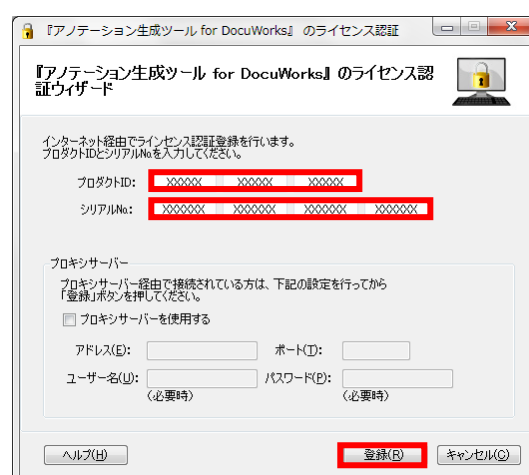 『アノテーション生成ツール for DocuWorks』 のライセンス認証
『アノテーション生成ツール for DocuWorks』 のライセンス認
証ウィザード
インターネット経由でラインセンス認証登録を行います。
プロダクトIDとシリアルNoを入力してください。
プロダクトID: XXXXX XXXXX XXXXX
シリアルNo.: XXXXXX XXXXXX XXXXXX XXXXXX
プロキシサーバー
プロキシサーバー経由で接続されている方は、下記の設定を行ってから
「登録」ボタンを押してください。
プロキシサーバーを使用する
アドレス(E): ポート(T):
ユーザー名(U): パスワード(P):
(必要時) (必要時)
ヘルプ(H) 登録(R) キャンセル(C)